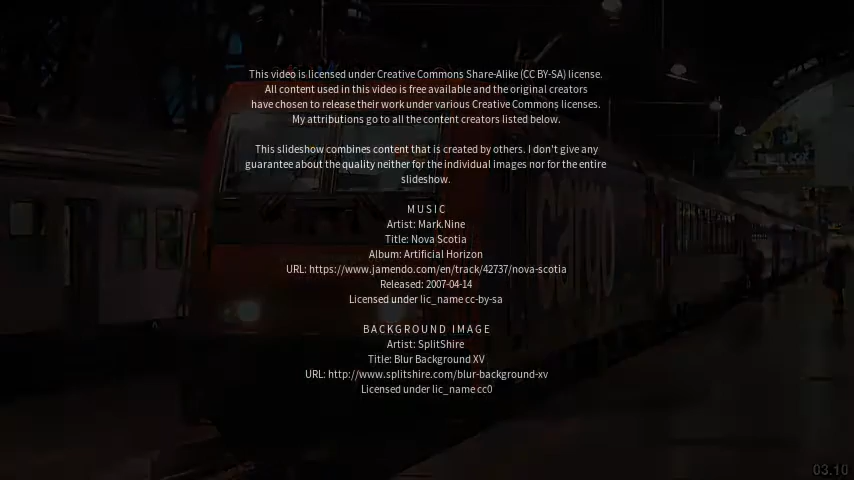 This video is licensed under Creative Commons Share-Alike (CC BY-SA) license.
All content used in this video is free available and the original creators
have chosen to release their work under various Creative Commons licenses.
My attributions go to all the content creators listed below.
This slideshow combines content that is created by others. I don't give any
guarantee about the quality neither for the individual images nor for the entire
slideshow.
MUSIC
Artist: Mark.Nine
Title: Nova Scotia
Album: Artificial Horizon
URL: https://www.jamendo.com/en/track/42737/nova-scotia
Released: 2007-04-14
Licensed under lic_name cc-by-sa
BACKGROUND IMAGE
Artist: SplitShire
Title: Blur Background XV
URL: http://www.splitshire.com/blur-background-xv
Licensed under lic_name cc0
cargo
03.10